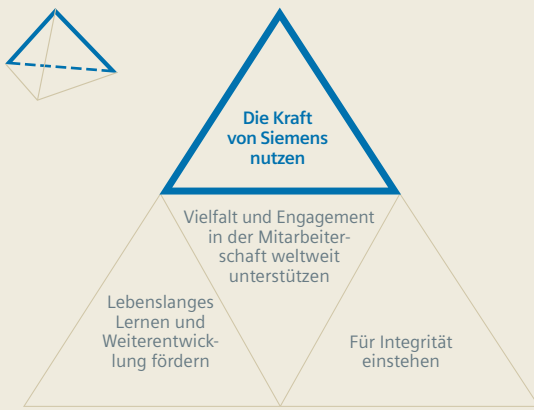 Die Kraft
von Siemens
nutzen
Vielfalt und Engagement
in der Mitarbeiter-
schaft weltweit
unterstützen
Lebenslanges
Lernen und
Weiterentwick-
lung fördern
Für Integrität
einstehen